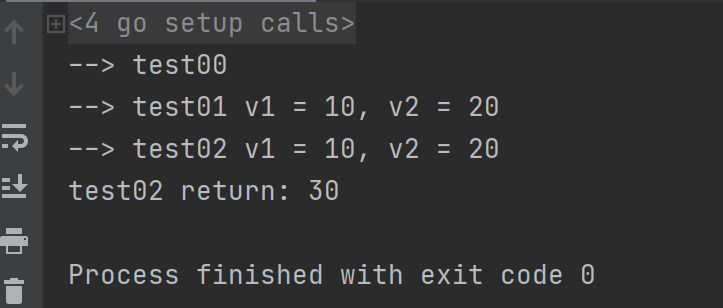 <4 go setup calls>
--> test00
--> test01 v1 = 10, v2 = 20
--> test02 v1 = 10, v2 = 20
test02 return: 30
Process finished with exit code 0